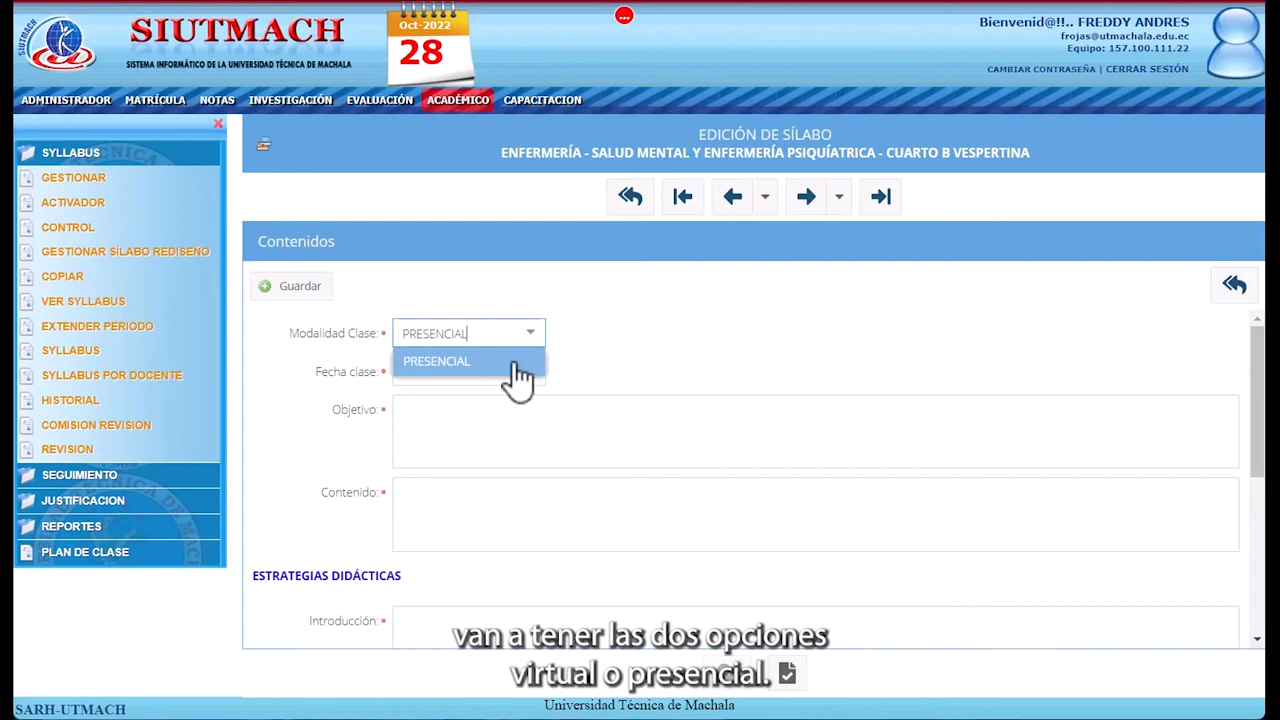 SIUTMACH
SISTEMA INFORMÁTICO DE LA UNIVERSIDAD TÉCNICA DE MACHALA
Oct-2022
28
Bienvenid@!!.. FREDDY ANDRES
frojas@utmachala.edu.ec
Equipo: 157.100.111.22
CAMBIAR CONTRASEÑA | CERRAR SESIÓN
ADMINISTRADOR MATRÍCULA NOTAS INVESTIGACIÓN EVALUACIÓN ACADÉMICO CAPACITACION
SYLLABUS
GESTIONAR
ACTIVADOR
CONTROL
GESTIONAR SÍLABO REDISEÑO
COPIAR
VER SYLLABUS
EXTENDER PERIODO
SYLLABUS
SYLLABUS POR DOCENTE
HISTORIAL
COMISION REVISION
REVISION
SEGUIMIENTO
JUSTIFICACION
REPORTES
PLAN DE CLASE
EDICIÓN DE SÍLABO
ENFERMERÍA - SALUD MENTAL Y ENFERMERÍA PSIQUÍATRICA - CUARTO B VESPERTINA
Contenidos
Guardar
Modalidad Clase:• PRESENCIAL
PRESENCIAL
Fecha clase:•
Objetivo:•
Contenido:•
ESTRATEGIAS DIDÁCTICAS
Introducción:•
van a tener las dos opciones
virtual o presencial.
SARH-UTMACH
Universidad Técnica de Machala